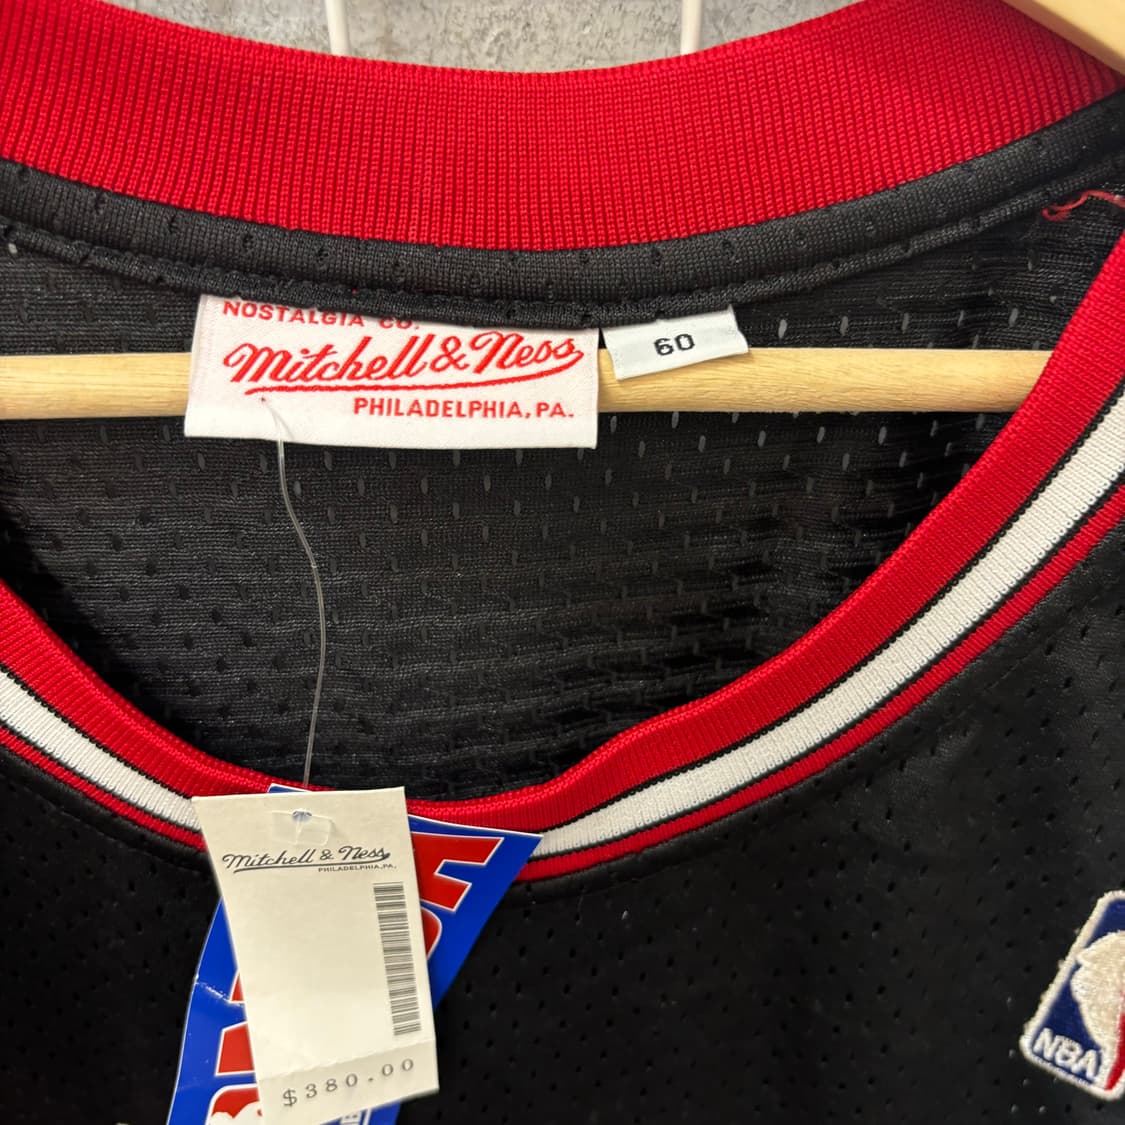 NOSTALGIA CO.
Mitchell & Ness
PHILADELPHIA, PA.
60
Mitchell & Ness
PHILADELPHIA, PA.
$380.00
NBA